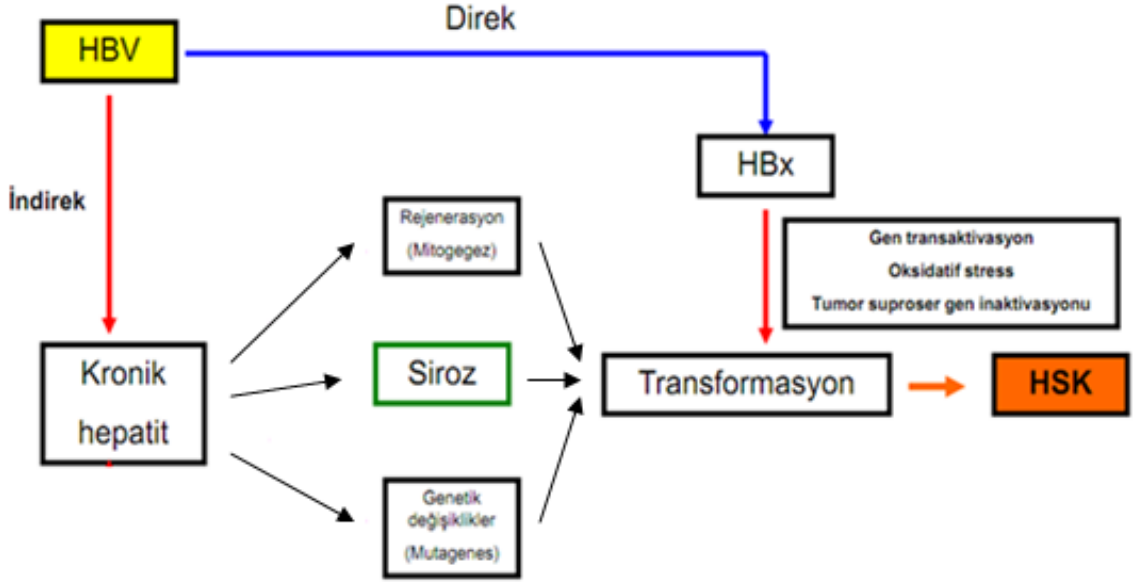 Direk
HBV
HBx
İndirek
Rejenerasyon
(Mitogegez)
Gen transaktivasyon
Oksidatif stress
Tumor suproser gen inaktivasyonu
Kronik
hepatit
Siroz
Transformasyon
HSK
Genetik
değişiklikler
(Mutagenes)